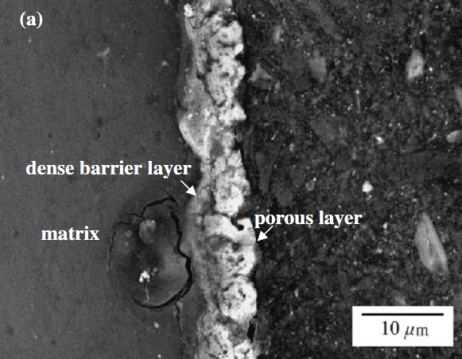 (a)
dense barrier layer
matrix
porous layer
10 μm